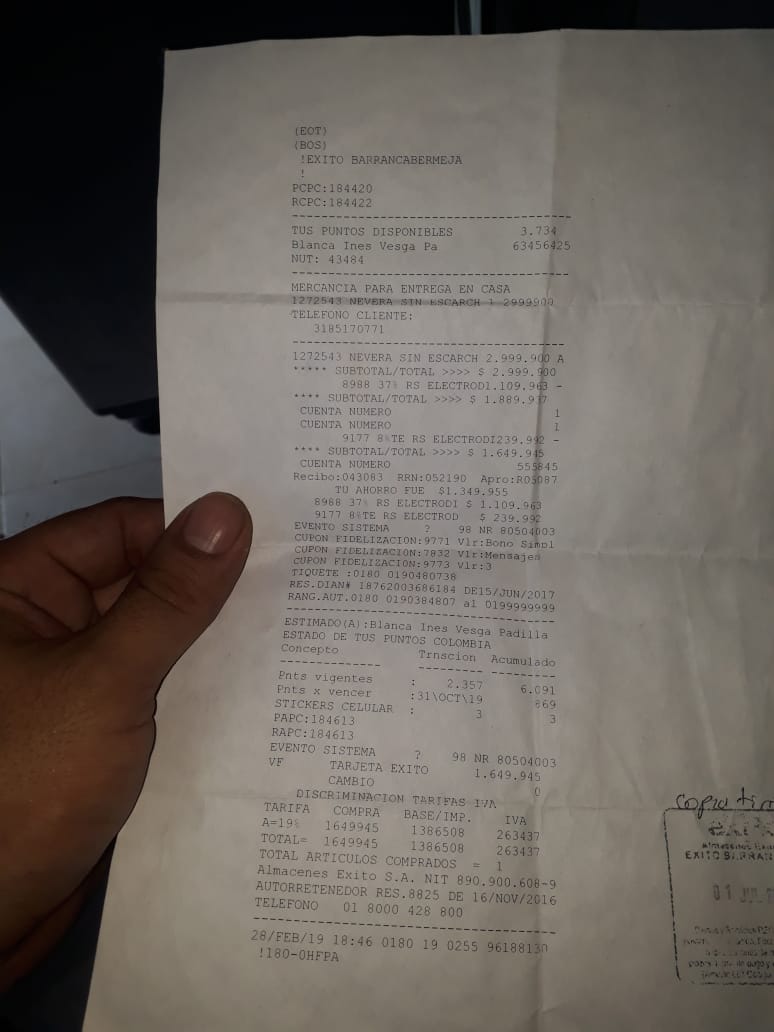 (EOT)
(BOS)
!EXITO BARRANCABERMEJA
!
PCPC:184420
RCPC:184422
TUS PUNTOS DISPONIBLES 3.734
Blanca Ines Vesga Pa 63456425
NUT: 43484
MERCANCIA PARA ENTREGA EN CASA
1272543 NEVERA SIN ESCARCH 1 2999900
TELEFONO CLIENTE:
3185170771
1272543 NEVERA SIN ESCARCH 2.999.900 A
***** SUBTOTAL/TOTAL >>>> $ 2.999.900
8988 37% RS ELECTROD1.109.963 -
**** SUBTOTAL/TOTAL >>>> $ 1.889.937
CUENTA NUMERO 1
CUENTA NUMERO 1
9177 8%TE RS ELECTRODI239.992 -
**** SUBTOTAL/TOTAL >>>> $ 1.649.945
CUENTA NUMERO 555845
Recibo:043083 RRN:052190 Apro:R05087
TU AHORRO FUE $1.349.955
8988 37% RS ELECTRODI $ 1.109.963
9177 8%TE RS ELECTROD $ 239.992
EVENTO SISTEMA ? 98 NR 80504003
CUPON FIDELIZACION:9771 Vlr:Bono Simpl
CUPON FIDELIZACION:7832 Vlr:Mensajes
CUPON FIDELIZACION:9773 Vlr:3
TIQUETE :0180 0190480738
RES.DIAN# 18762003686184 DE15/JUN/2017
RANG.AUT.0180 0190384807 al 0199999999
ESTIMADO(A):Blanca Ines Vesga Padilla
ESTADO DE TUS PUNTOS COLOMBIA
Concepto Trnscion Acumulado
Pnts vigentes : 2.357 6.091
Pnts x vencer :31\OCT\19 869
STICKERS CELULAR : 3 3
PAPC:184613
RAPC:184613
EVENTO SISTEMA ? 98 NR 80504003
VF TARJETA EXITO 1.649.945
CAMBIO 0
DISCRIMINACION TARIFAS IVA
TARIFA COMPRA BASE/IMP. IVA
A=19% 1649945 1386508 263437
TOTAL= 1649945 1386508 263437
TOTAL ARTICULOS COMPRADOS = 1
Almacenes Exito S.A. NIT 890.900.608-9
AUTORRETENEDOR RES.8825 DE 16/NOV/2016
TELEFONO 01 8000 428 800
28/FEB/19 18:46 0180 19 0255 96188130
!180-0HFPA
copia
EXITO
01 JUL